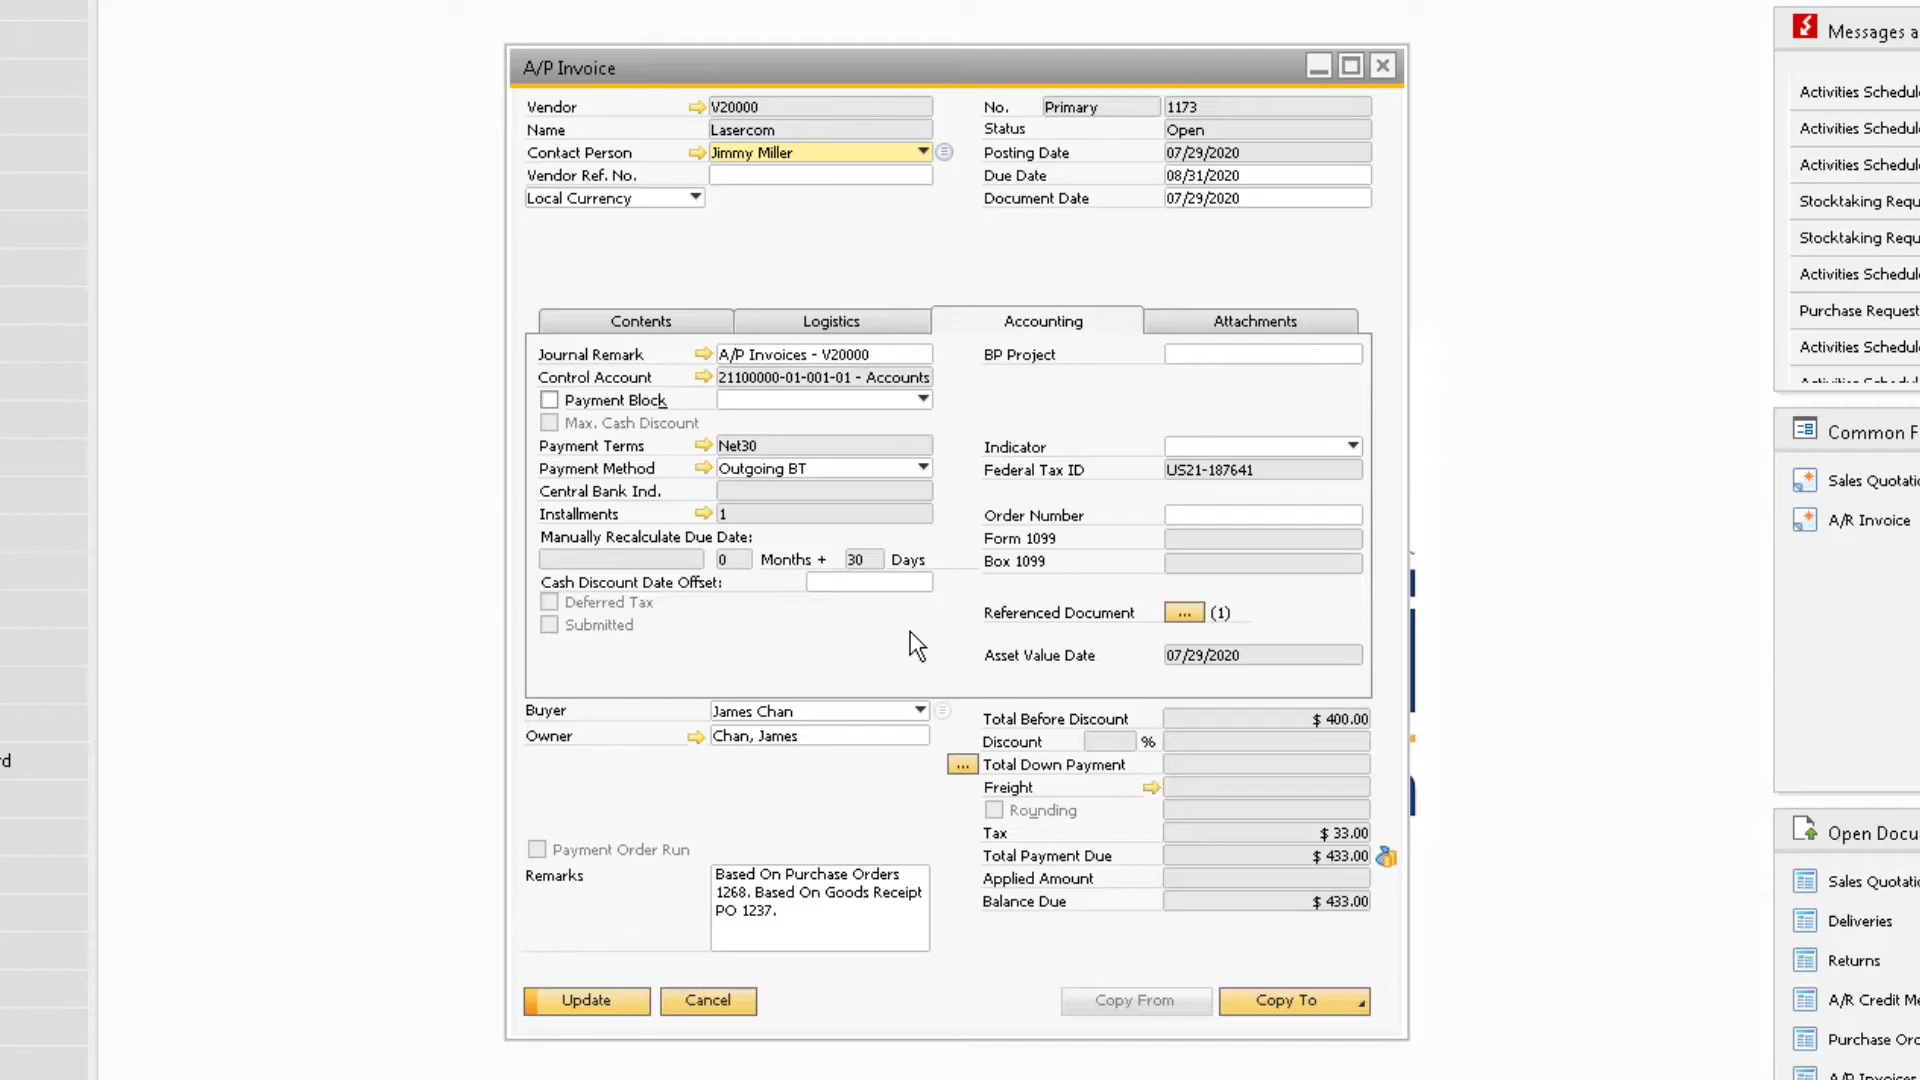 A/P Invoice
Vendor V20000
Name Lasercom
Contact Person Jimmy Miller
Vendor Ref. No.
Local Currency
No. Primary 1173
Status Open
Posting Date 07/29/2020
Due Date 08/31/2020
Document Date 07/29/2020
Contents Logistics Accounting Attachments
Journal Remark A/P Invoices - V20000
Control Account 21100000-01-001-01 - Accounts
Payment Block
Max. Cash Discount
Payment Terms Net30
Payment Method Outgoing BT
Central Bank Ind.
Installments 1
Manually Recalculate Due Date:
0 Months + 30 Days
Cash Discount Date Offset:
Deferred Tax
Submitted
BP Project
Indicator
Federal Tax ID US21-187641
Order Number
Form 1099
Box 1099
Referenced Document ... (1)
Asset Value Date 07/29/2020
Buyer James Chan
Owner Chan, James
Payment Order Run
Remarks
Based On Purchase Orders
1268. Based On Goods Receipt
PO 1237.
Total Before Discount $ 400.00
Discount %
... Total Down Payment
Freight
Rounding
Tax $ 33.00
Total Payment Due $ 433.00
Applied Amount
Balance Due $ 433.00
Update Cancel Copy From Copy To
rd
Messages a
Activities Schedul
Activities Schedul
Activities Schedul
Stocktaking Requ
Stocktaking Requ
Activities Schedul
Purchase Request
Activities Schedul
Common F
Sales Quotatio
A/R Invoice
Open Docu
Sales Quotatio
Deliveries
Returns
A/R Credit Me
Purchase Orc
A/P Invoices